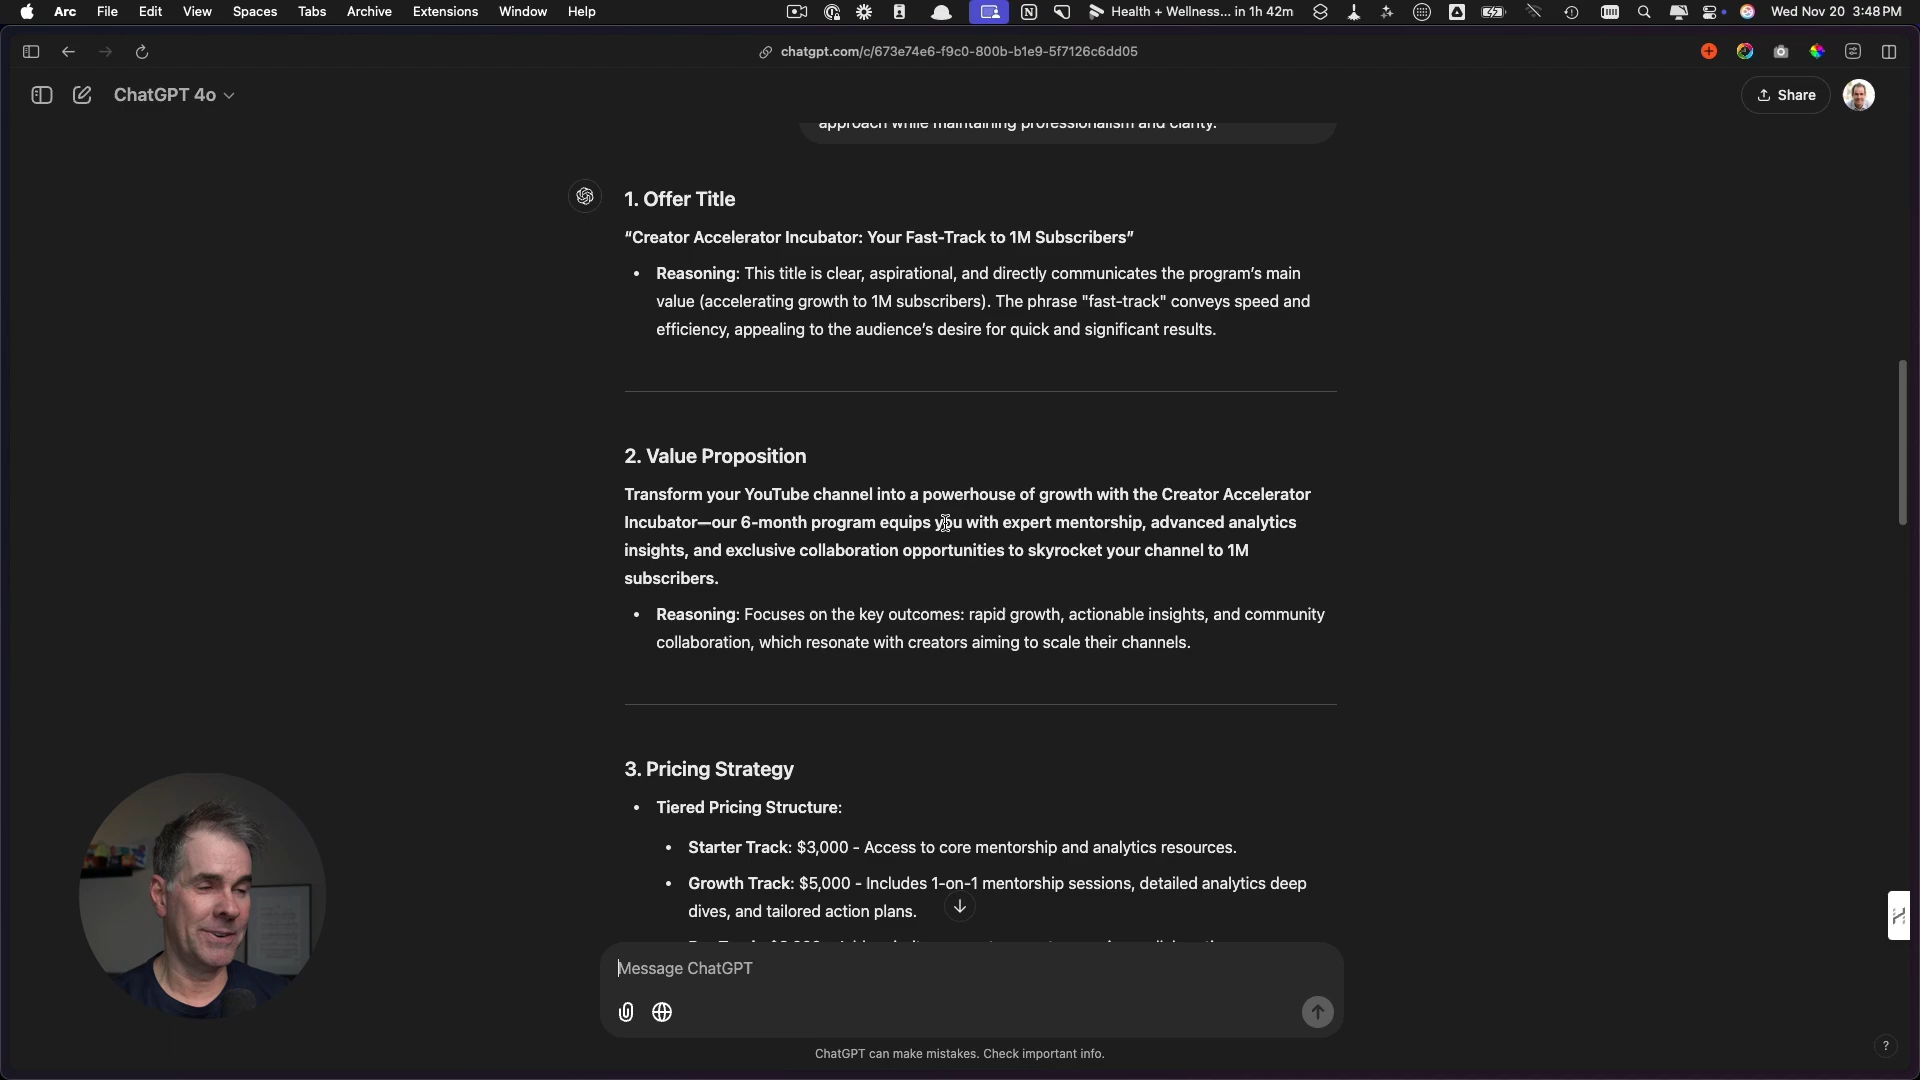 Arc File Edit View Spaces Tabs Archive Extensions Window Help Health + Wellness... in 1h 42m Wed Nov 20 3:48 PM
chatgpt.com/c/673e74e6-f9c0-800b-b1e9-5f7126c6dd05
ChatGPT 4o Share
approach while maintaining professionalism and clarity.
1. Offer Title
“Creator Accelerator Incubator: Your Fast-Track to 1M Subscribers”
• Reasoning: This title is clear, aspirational, and directly communicates the program’s main
value (accelerating growth to 1M subscribers). The phrase "fast-track" conveys speed and
efficiency, appealing to the audience’s desire for quick and significant results.
2. Value Proposition
Transform your YouTube channel into a powerhouse of growth with the Creator Accelerator
Incubator—our 6-month program equips you with expert mentorship, advanced analytics
insights, and exclusive collaboration opportunities to skyrocket your channel to 1M
subscribers.
• Reasoning: Focuses on the key outcomes: rapid growth, actionable insights, and community
collaboration, which resonate with creators aiming to scale their channels.
3. Pricing Strategy
• Tiered Pricing Structure:
• Starter Track: $3,000 - Access to core mentorship and analytics resources.
• Growth Track: $5,000 - Includes 1-on-1 mentorship sessions, detailed analytics deep
dives, and tailored action plans.
Message ChatGPT
ChatGPT can make mistakes. Check important info.
?